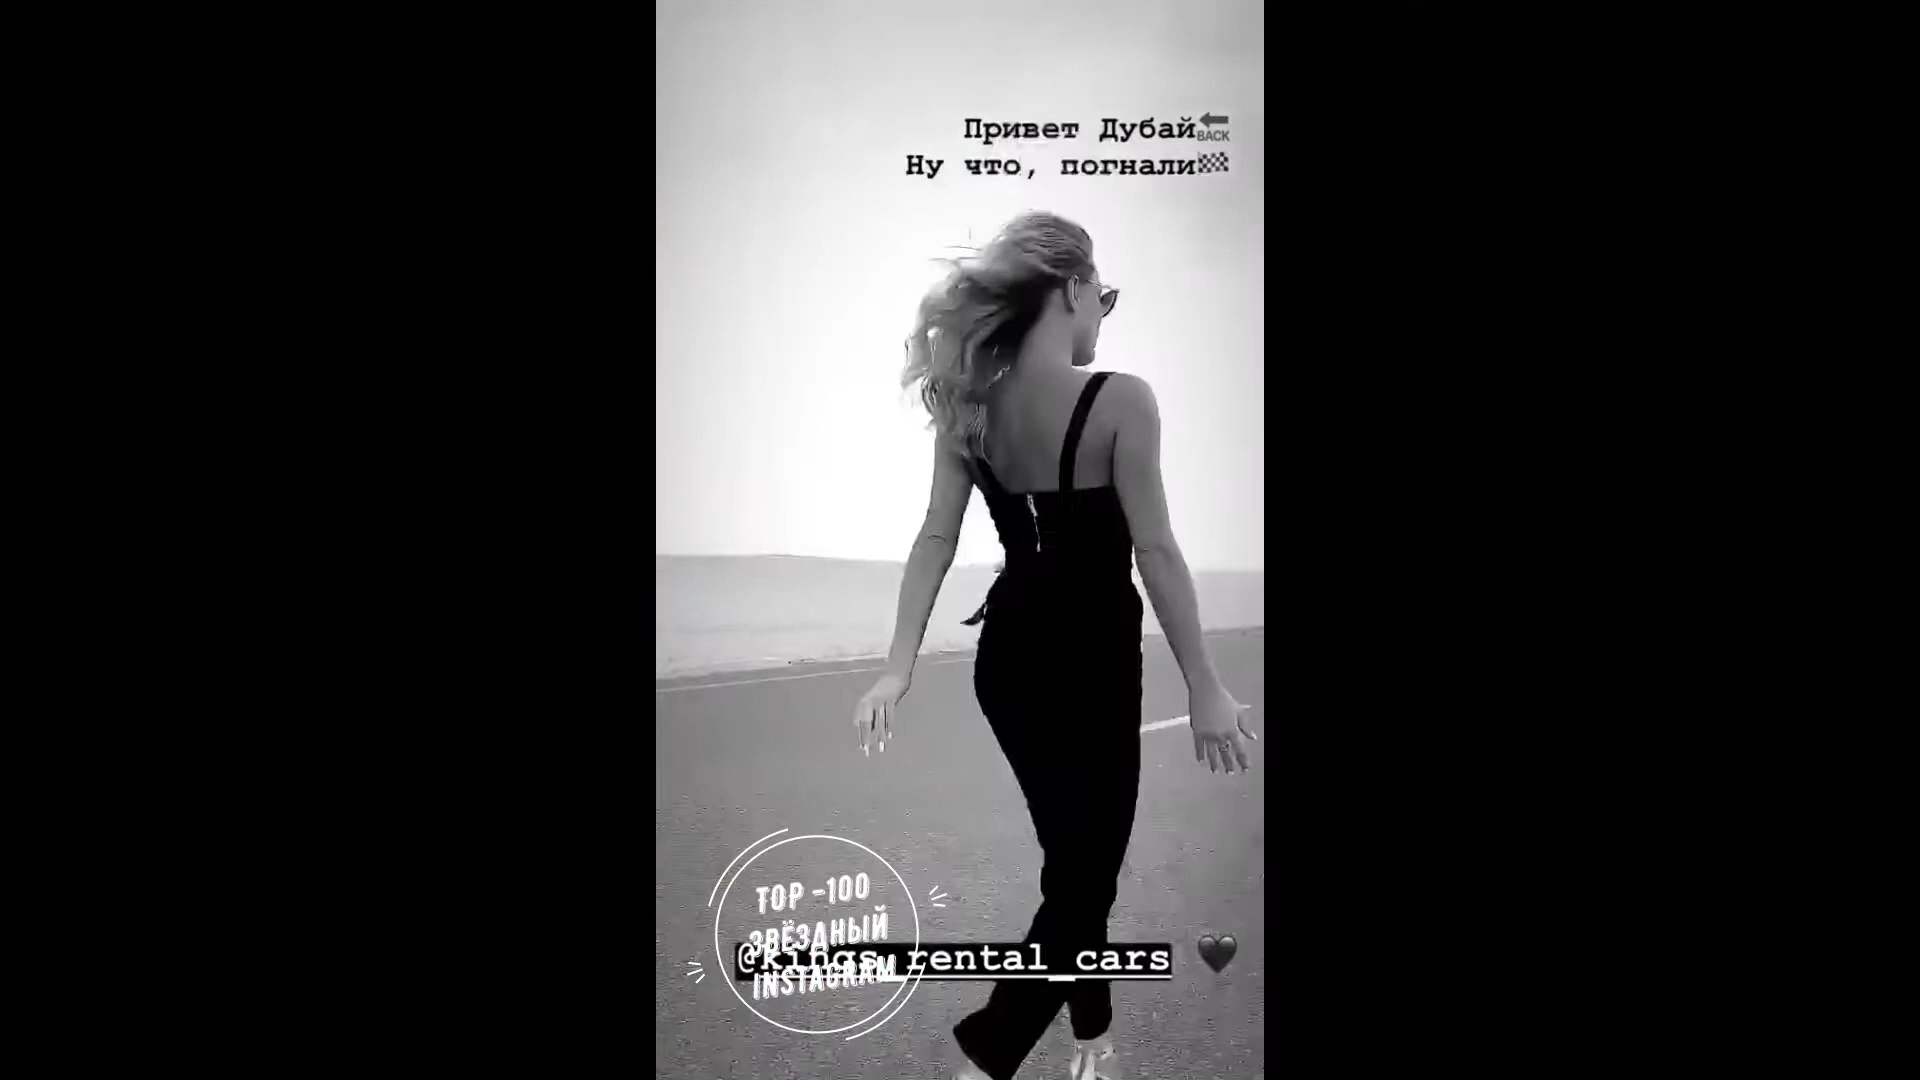 Привет Дубай
BACK
Ну что, погнали
TOP -100
ЗВЁЗДНЫЙ
INSTAGRAM
@kings_rental_cars